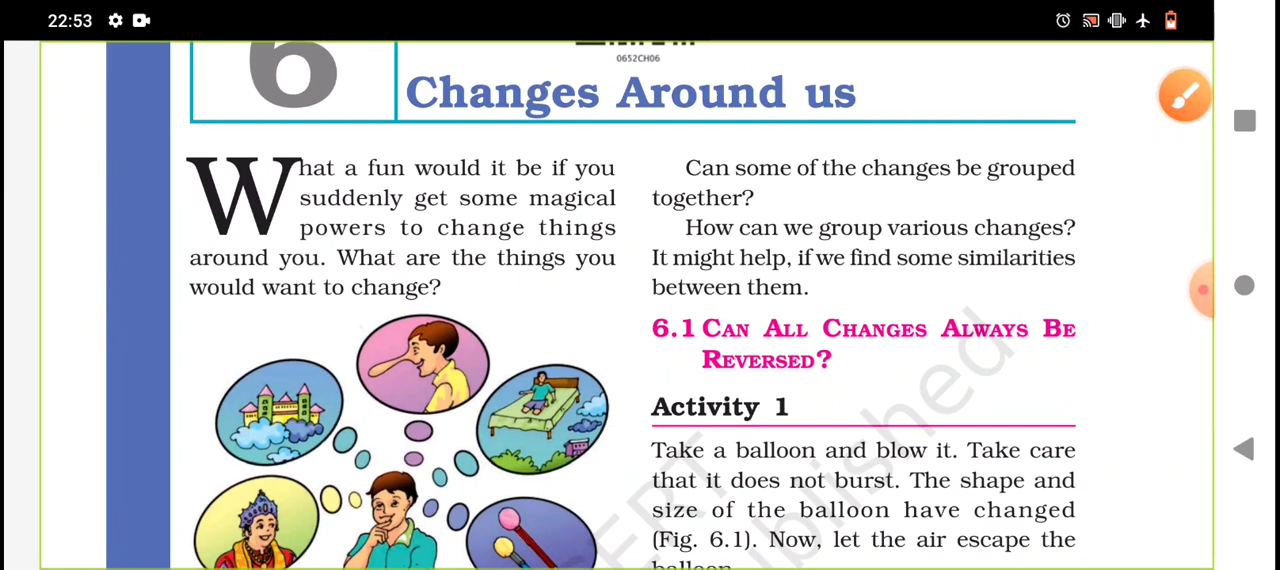 22:53
6
0652CH06
Changes Around us
What a fun would it be if you
suddenly get some magical
powers to change things
around you. What are the things you
would want to change?
Can some of the changes be grouped
together?
How can we group various changes?
It might help, if we find some similarities
between them.
6.1 CAN ALL CHANGES ALWAYS BE
REVERSED?
Activity 1
Take a balloon and blow it. Take care
that it does not burst. The shape and
size of the balloon have changed
(Fig. 6.1). Now, let the air escape the
balloon.